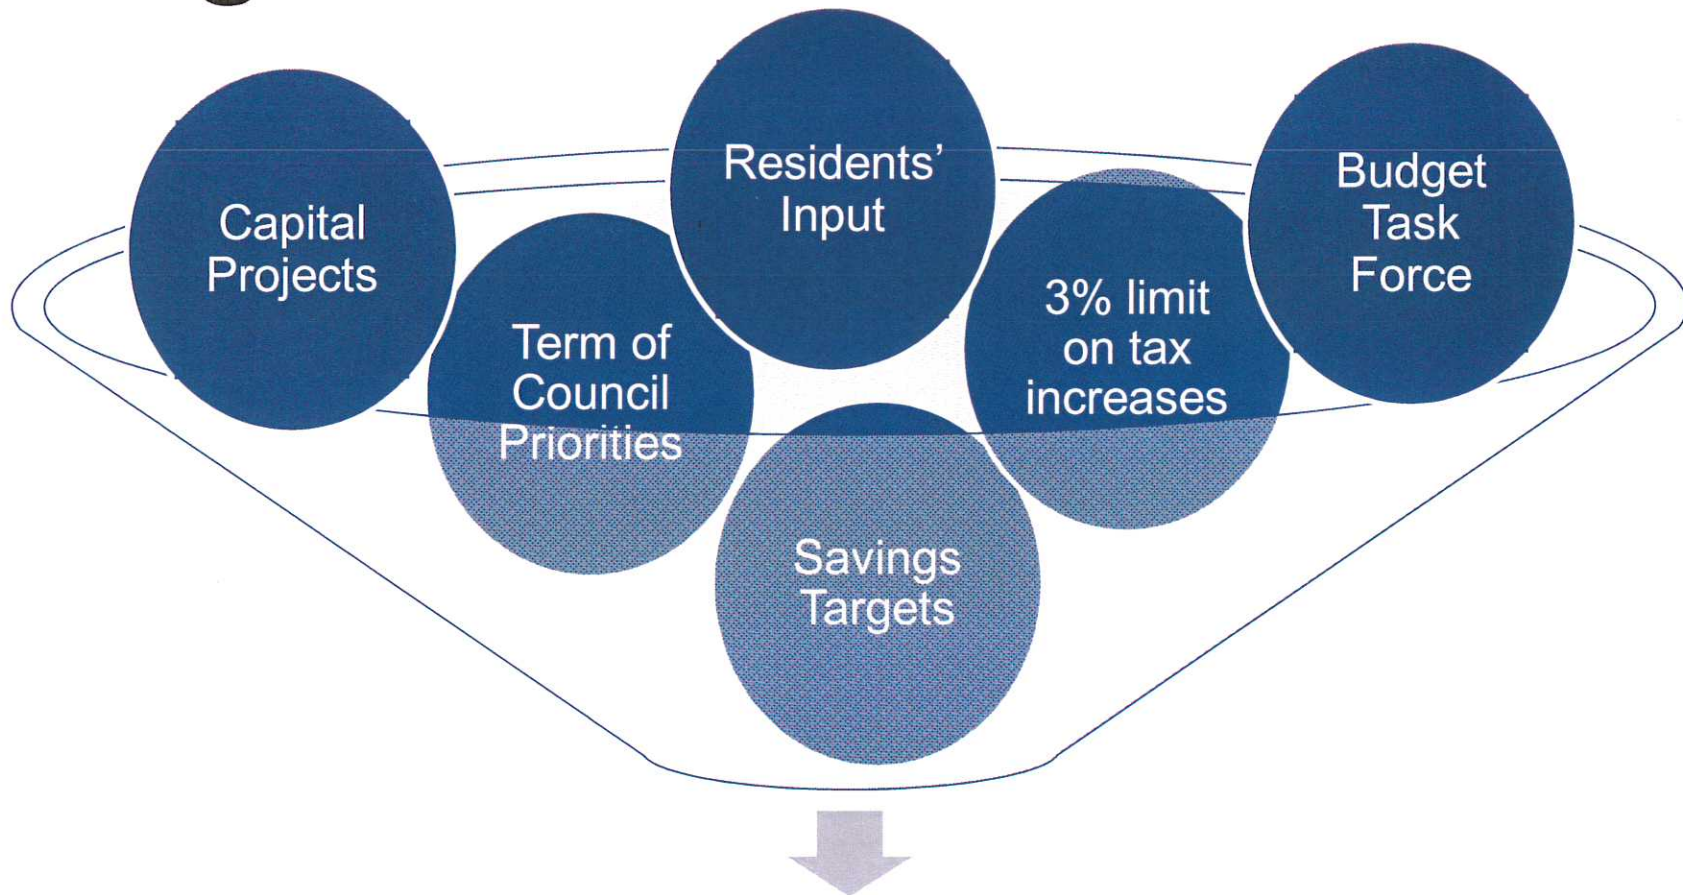 Capital
Projects
Term of
Council
Priorities
Residents’
Input
Savings
Targets
3% limit
on tax
increases
Budget
Task
Force